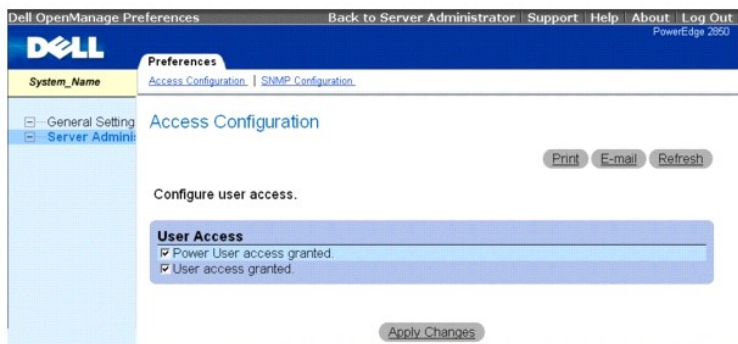 Dell OpenManage Preferences Back to Server Administrator | Support | Help | About | Log Out
PowerEdge 2850
DELL
Preferences
System_Name
Access Configuration | SNMP Configuration
General Setting
Server Adminis
Access Configuration
Print E-mail Refresh
Configure user access.
User Access
Power User access granted.
User access granted.
Apply Changes